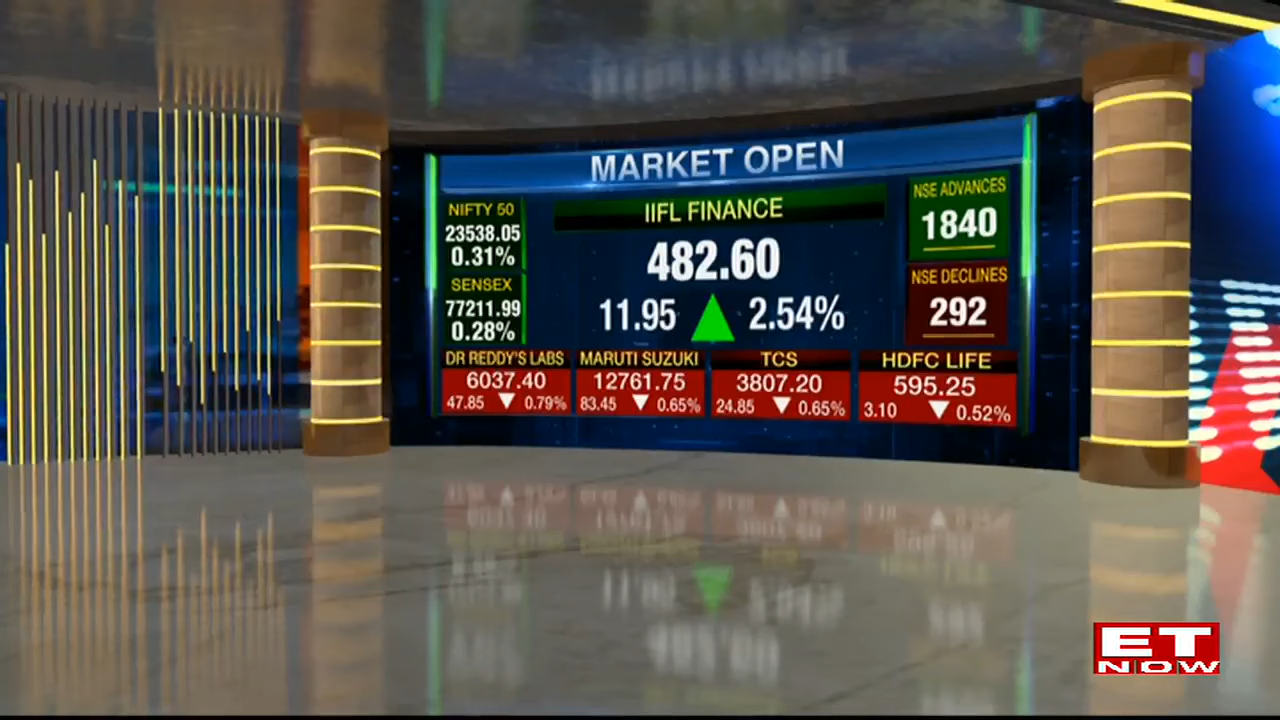 MARKET OPEN
NIFTY 50
23538.05
0.31%
SENSEX
77211.99
0.28%
IIFL FINANCE
482.60
11.95 2.54%
NSE ADVANCES
1840
NSE DECLINES
292
DR REDDY'S LABS
6037.40
47.85 0.79%
MARUTI SUZUKI
12761.75
83.45 0.65%
TCS
3807.20
24.85 0.65%
HDFC LIFE
595.25
3.10 0.52%
ET
NOW